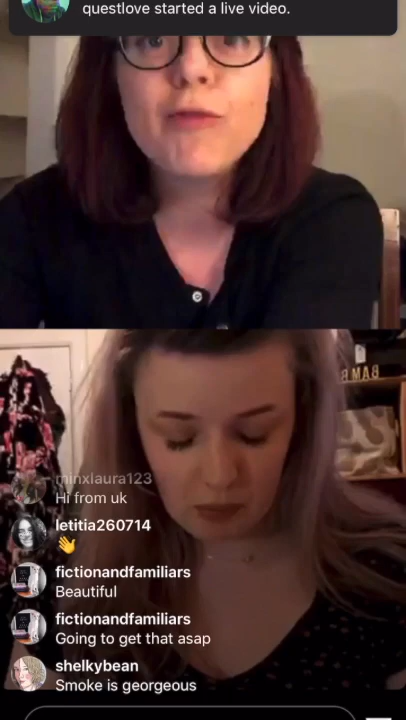 questlove started a live video.
BAMB
minxlaura123
Hi from uk
letitia260714
👋
fictionandfamiliars
Beautiful
fictionandfamiliars
Going to get that asap
shelkybean
Smoke is georgeous